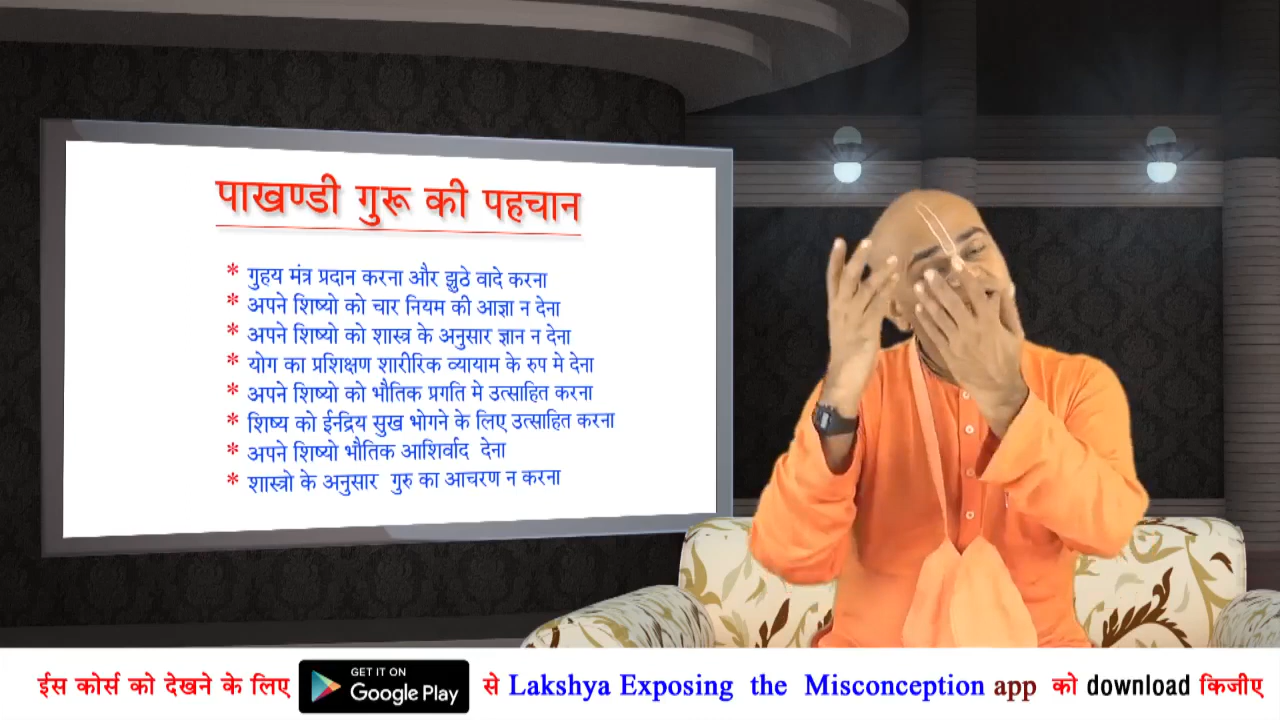 पाखण्डी गुरू की पहचान
* गुहय मंत्र प्रदान करना और झुठे वादे करना
* अपने शिष्यो को चार नियम की आज्ञा न देना
* अपने शिष्यो को शास्त्र के अनुसार ज्ञान न देना
* योग का प्रशिक्षण शारीरिक व्यायाम के रुप मे देना
* अपने शिष्यो को भौतिक प्रगति मे उत्साहित करना
* शिष्य को ईनद्रिय सुख भोगने के लिए उत्साहित करना
* अपने शिष्यो भौतिक आशिर्वाद देना
* शास्त्रो के अनुसार गुरु का आचरण न करना
ईस कोर्स को देखने के लिए GET IT ON Google Play से Lakshya Exposing the Misconception app को download किजीए